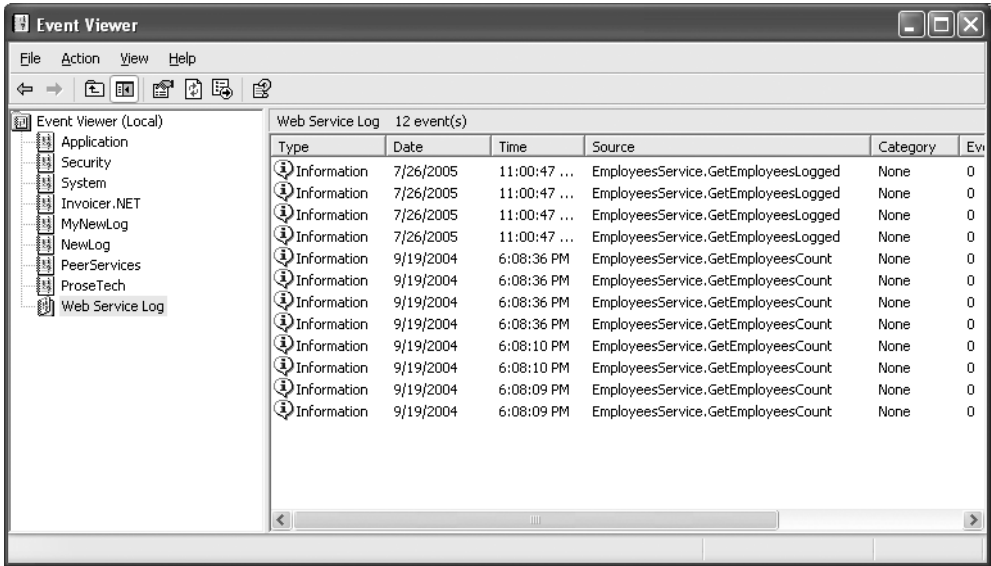 Event Viewer
File Action View Help
Event Viewer (Local)
Application
Security
System
Invoicer.NET
MyNewLog
NewLog
PeerServices
ProseTech
Web Service Log
Web Service Log 12 event(s)
Type Date Time Source Category Eve
Information 7/26/2005 11:00:47 ... EmployeesService.GetEmployeesLogged None 0
Information 7/26/2005 11:00:47 ... EmployeesService.GetEmployeesLogged None 0
Information 7/26/2005 11:00:47 ... EmployeesService.GetEmployeesLogged None 0
Information 7/26/2005 11:00:47 ... EmployeesService.GetEmployeesLogged None 0
Information 9/19/2004 6:08:36 PM EmployeesService.GetEmployeesCount None 0
Information 9/19/2004 6:08:36 PM EmployeesService.GetEmployeesCount None 0
Information 9/19/2004 6:08:36 PM EmployeesService.GetEmployeesCount None 0
Information 9/19/2004 6:08:36 PM EmployeesService.GetEmployeesCount None 0
Information 9/19/2004 6:08:10 PM EmployeesService.GetEmployeesCount None 0
Information 9/19/2004 6:08:10 PM EmployeesService.GetEmployeesCount None 0
Information 9/19/2004 6:08:09 PM EmployeesService.GetEmployeesCount None 0
Information 9/19/2004 6:08:09 PM EmployeesService.GetEmployeesCount None 0